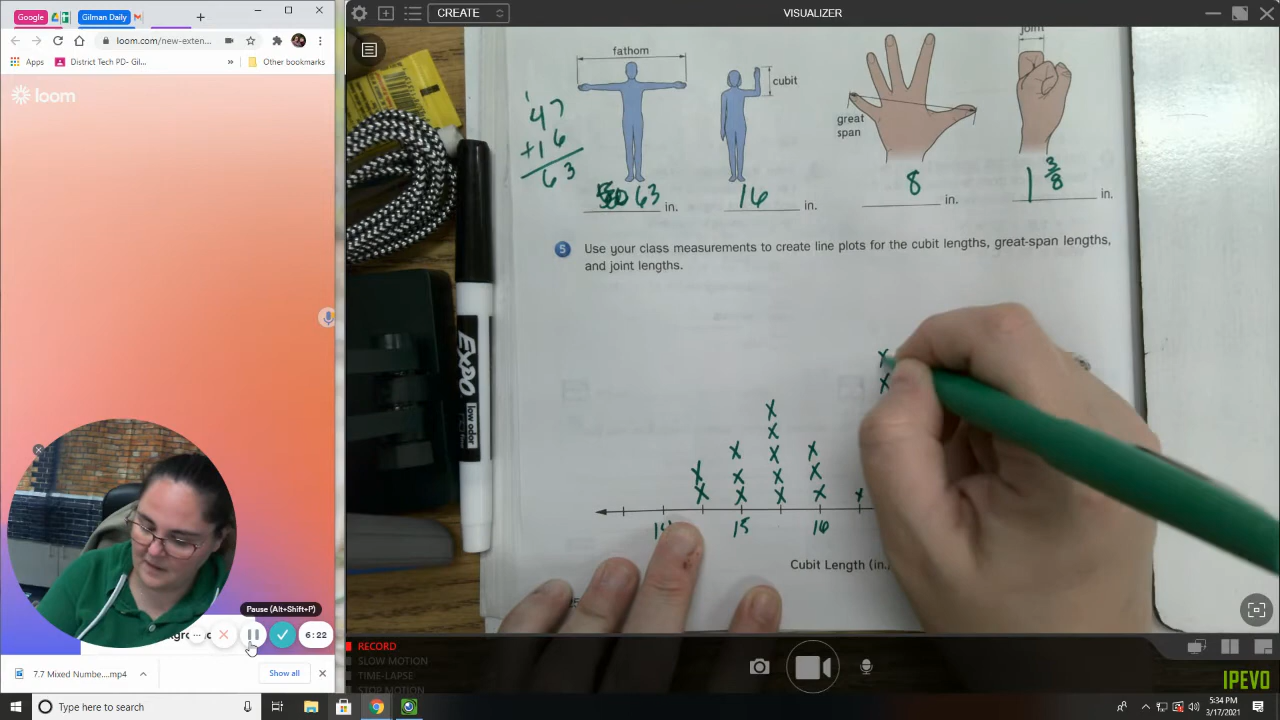 Google
Gilman Daily
loom.com/new-exten...
Apps
District Tech PD- Gil...
»
Other bookmarks
loom
Pause (Alt+Shift+P)
6:22
7.7 Mixed Numbe....mp4
Show all
Type here to search
CREATE
VISUALIZER
fathom
cubit
great
span
joint
1
47
+16
63
63 in.
16 in.
8 in.
1 3/8 in.
5 Use your class measurements to create line plots for the cubit lengths, great-span lengths,
and joint lengths.
X X
X X X X X
X X X
X X X X X X
X X X X X X
14 15 16
Cubit Length (in.)
EXPO
low odor
RECORD
SLOW MOTION
TIME-LAPSE
STOP MOTION
IPEVO
5:34 PM
3/17/2021